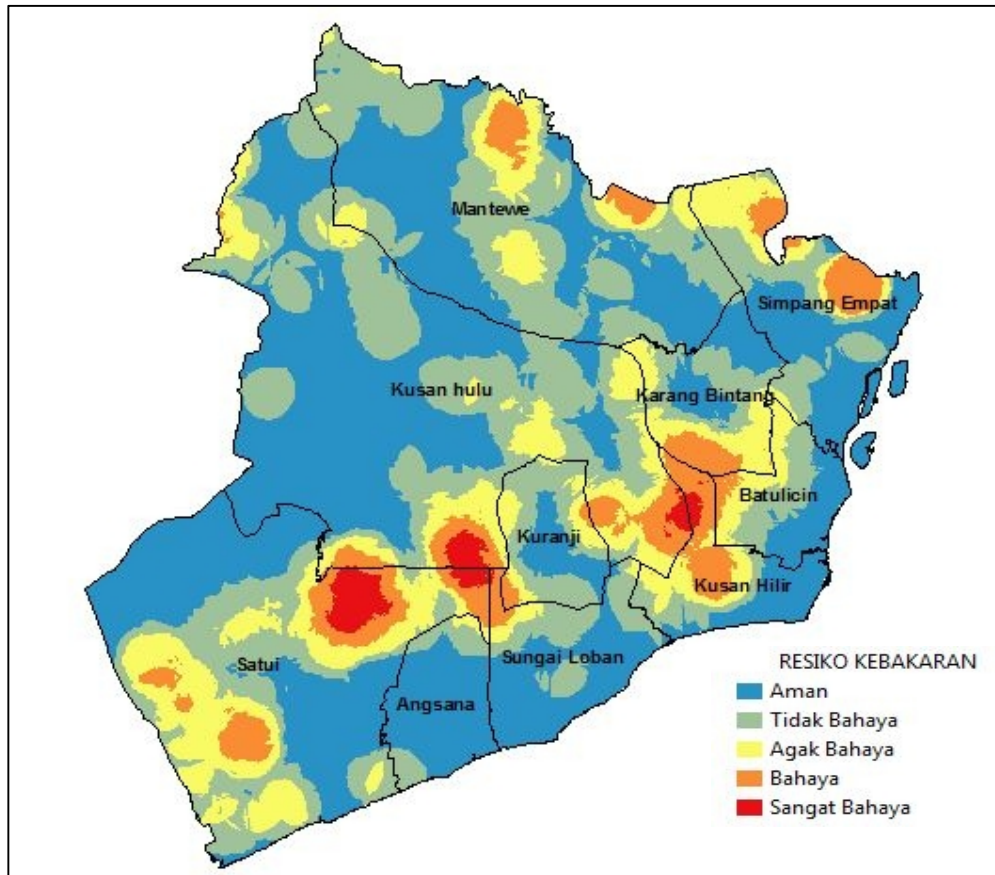 Mantewe
Simpang Empat
Kusan hulu
Karang Bintang
Batulicin
Kuranji
Kusan Hilir
Sungai Loban
Satui
Angsana
RESIKO KEBAKARAN
Aman
Tidak Bahaya
Agak Bahaya
Bahaya
Sangat Bahaya